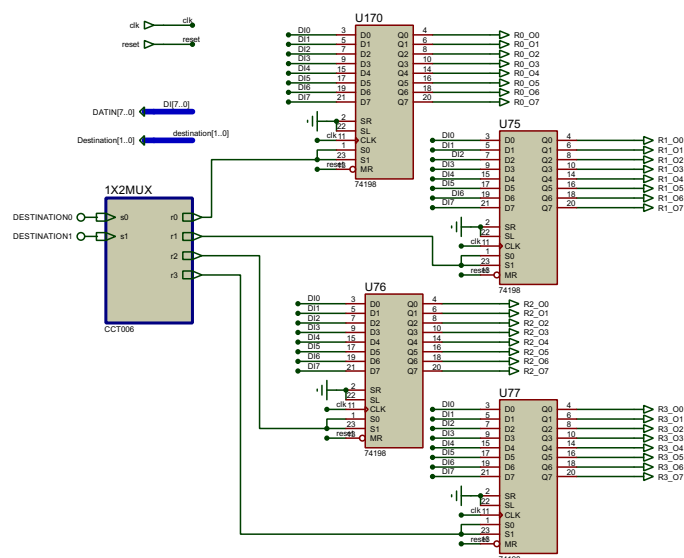 clk
clk
reset
reset
DATIN[7..0]
DI[7..0]
Destination[1..0]
destination[1..0]
U170
DI0 3 D0 Q0 4 R0_O0
DI1 5 D1 Q1 6 R0_O1
DI2 7 D2 Q2 8 R0_O2
DI3 9 D3 Q3 10 R0_O3
DI4 15 D4 Q4 14 R0_O4
DI5 17 D5 Q5 16 R0_O5
DI6 19 D6 Q6 18 R0_O6
DI7 21 D7 Q7 20 R0_O7
2 SR
22 SL
clk 11 CLK
1 S0
23 S1
reset MR
74198
U75
DI0 3 D0 Q0 4 R1_O0
DI1 5 D1 Q1 6 R1_O1
DI2 7 D2 Q2 8 R1_O2
DI3 9 D3 Q3 10 R1_O3
DI4 15 D4 Q4 14 R1_O4
DI5 17 D5 Q5 16 R1_O5
DI6 19 D6 Q6 18 R1_O6
DI7 21 D7 Q7 20 R1_O7
2 SR
22 SL
clk 11 CLK
1 S0
23 S1
reset MR
74198
1X2MUX
DESTINATION0 s0 r0
DESTINATION1 s1 r1
r2
r3
CCT006
U76
DI0 3 D0 Q0 4 R2_O0
DI1 5 D1 Q1 6 R2_O1
DI2 7 D2 Q2 8 R2_O2
DI3 9 D3 Q3 10 R2_O3
DI4 15 D4 Q4 14 R2_O4
DI5 17 D5 Q5 16 R2_O5
DI6 19 D6 Q6 18 R2_O6
DI7 21 D7 Q7 20 R2_O7
2 SR
22 SL
clk 11 CLK
1 S0
23 S1
reset MR
74198
U77
DI0 3 D0 Q0 4 R3_O0
DI1 5 D1 Q1 6 R3_O1
DI2 7 D2 Q2 8 R3_O2
DI3 9 D3 Q3 10 R3_O3
DI4 15 D4 Q4 14 R3_O4
DI5 17 D5 Q5 16 R3_O5
DI6 19 D6 Q6 18 R3_O6
DI7 21 D7 Q7 20 R3_O7
2 SR
22 SL
clk 11 CLK
1 S0
23 S1
reset MR